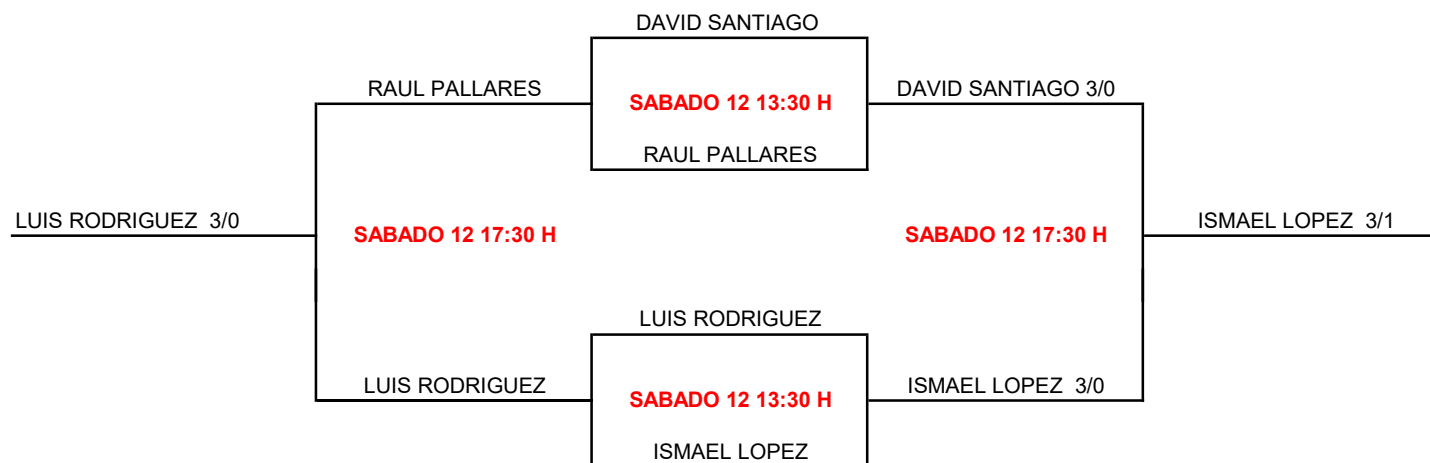 DAVID SANTIAGO
RAUL PALLARES
SABADO 12 13:30 H
DAVID SANTIAGO 3/0
RAUL PALLARES
LUIS RODRIGUEZ  3/0
SABADO 12 17:30 H
SABADO 12 17:30 H
ISMAEL LOPEZ  3/1
LUIS RODRIGUEZ
LUIS RODRIGUEZ
SABADO 12 13:30 H
ISMAEL LOPEZ  3/0
ISMAEL LOPEZ